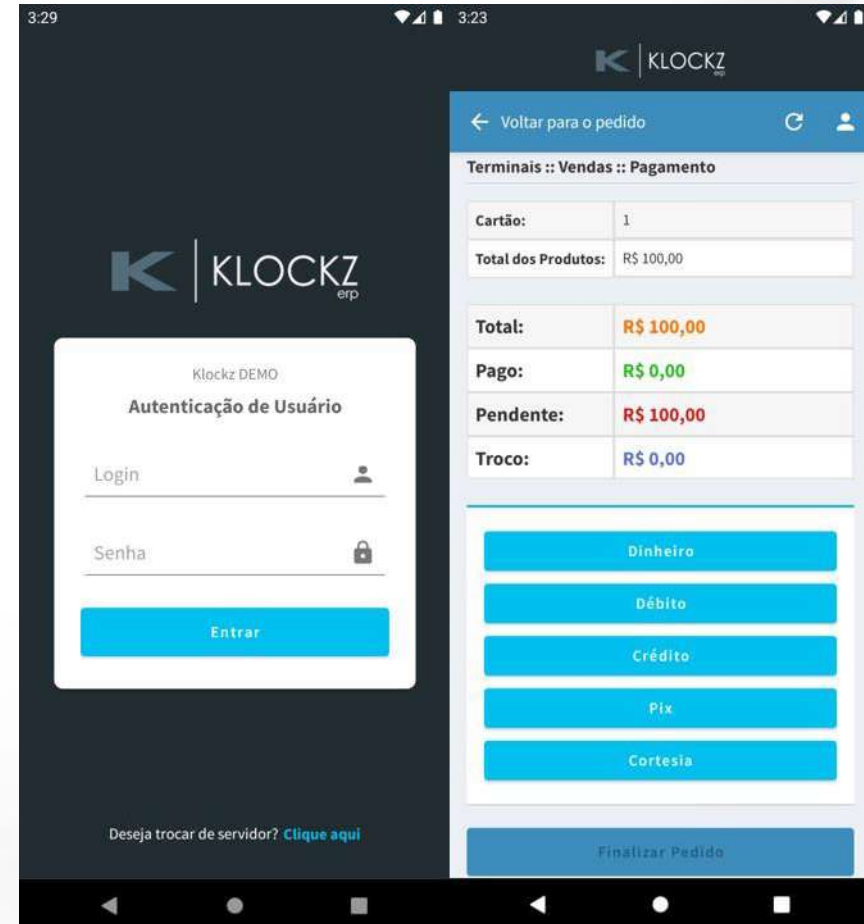 3:29
K KLOCKZ
erp
Klockz DEMO
Autenticação de Usuário
Login
Senha
Entrar
Deseja trocar de servidor? Clique aqui
3:23
K KLOCKZ
erp
Voltar para o pedido
Terminais :: Vendas :: Pagamento
Cartão: 1
Total dos Produtos: R$ 100,00
Total: R$ 100,00
Pago: R$ 0,00
Pendente: R$ 100,00
Troco: R$ 0,00
Dinheiro
Débito
Crédito
Pix
Cortesia
Finalizar Pedido